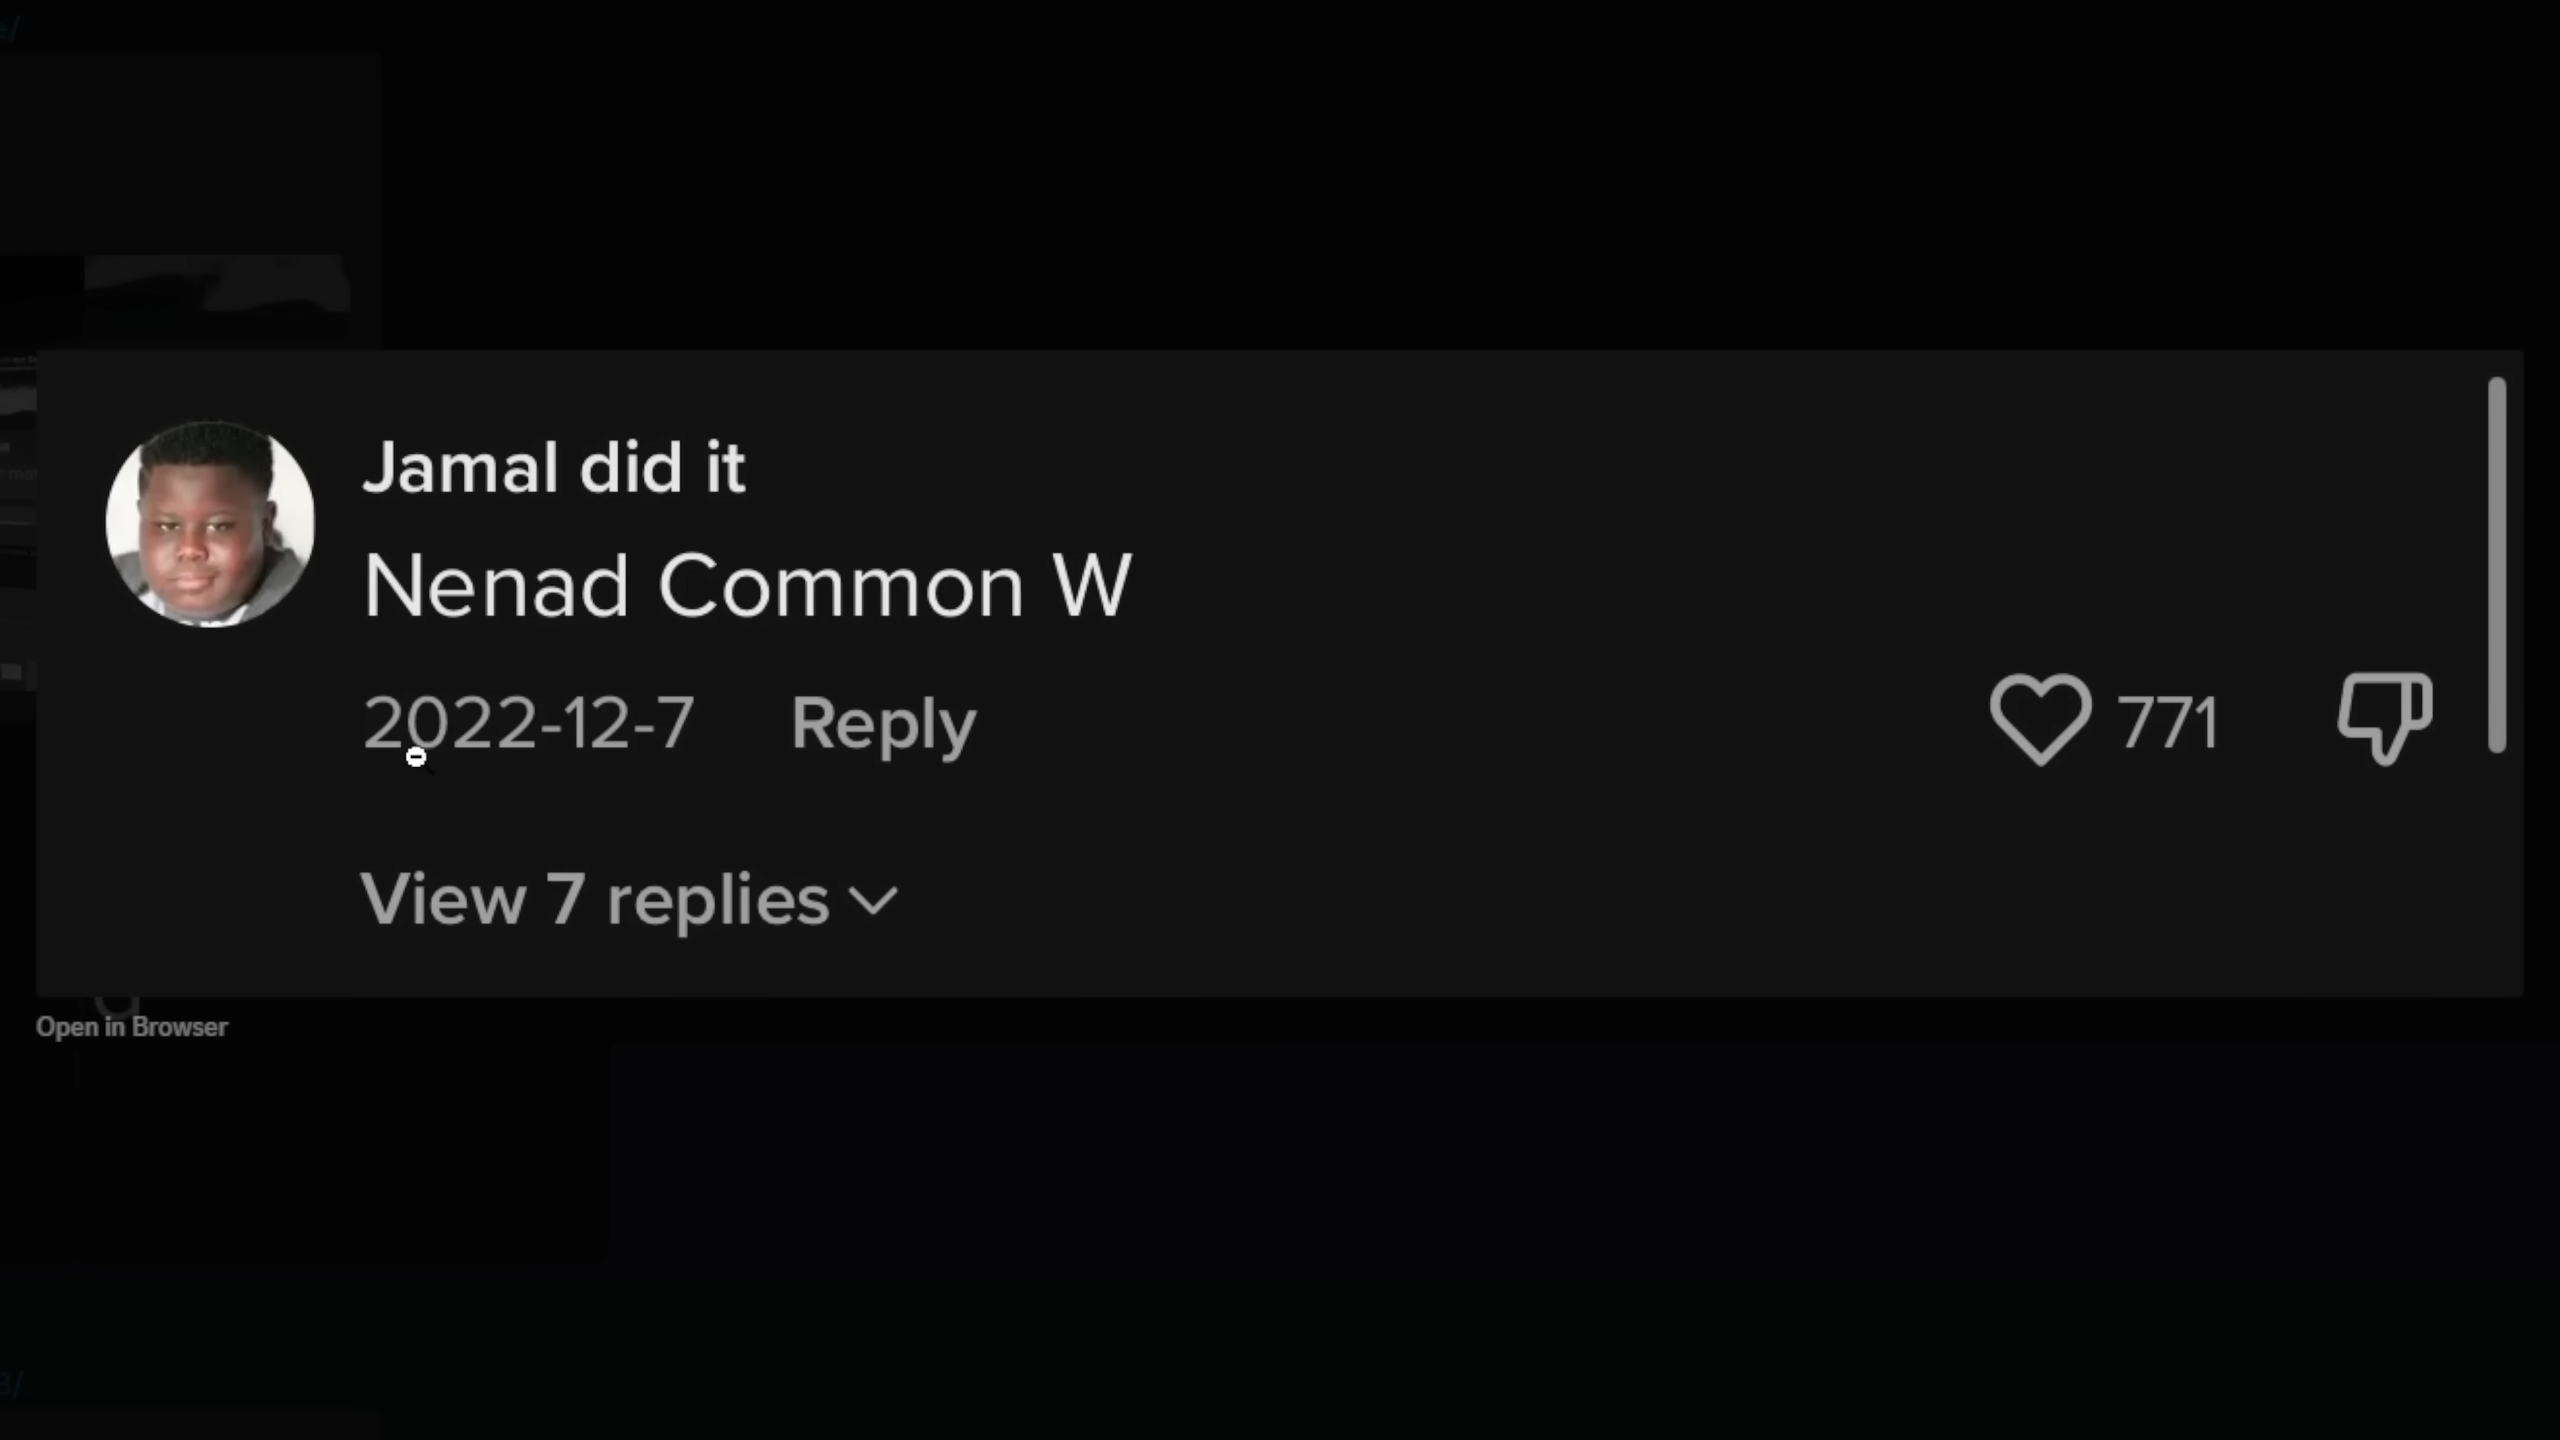 Jamal did it
Nenad Common W
2022-12-7 Reply
771
View 7 replies
Open in Browser